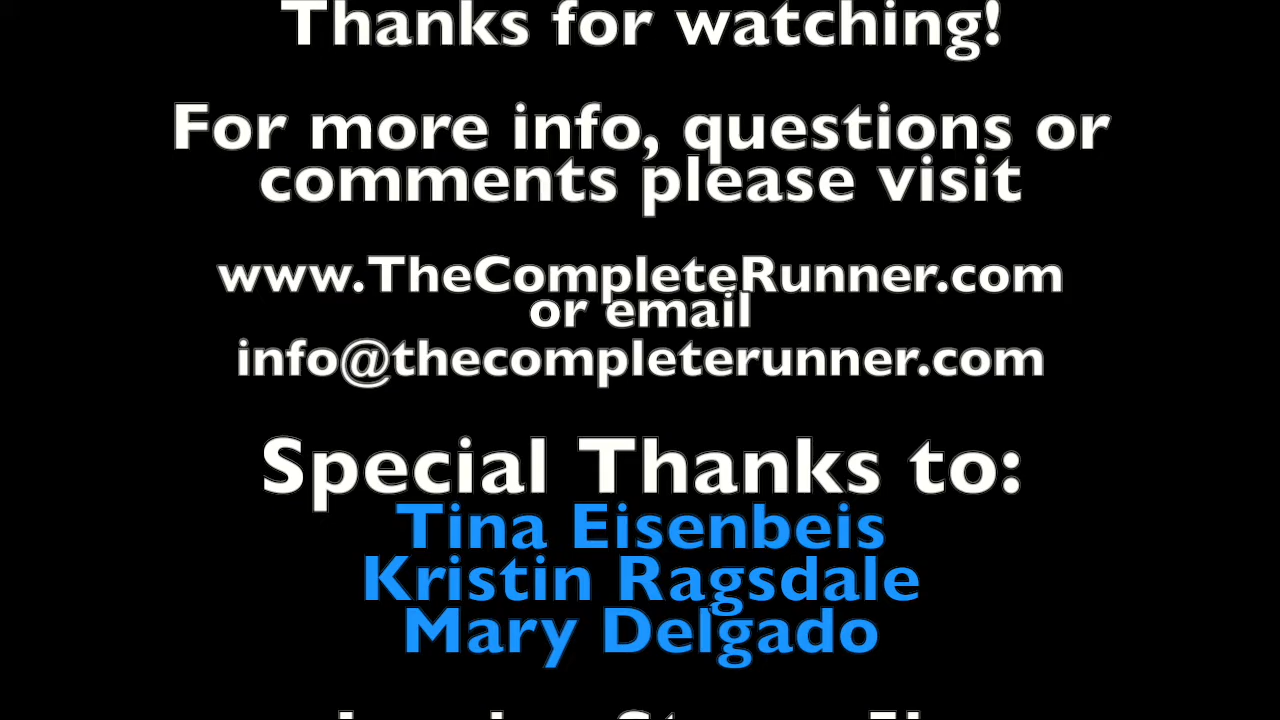 Thanks for watching!
For more info, questions or
comments please visit
www.TheCompleteRunner.com
or email
info@thecompleterunner.com
Special Thanks to:
Tina Eisenbeis
Kristin Ragsdale
Mary Delgado